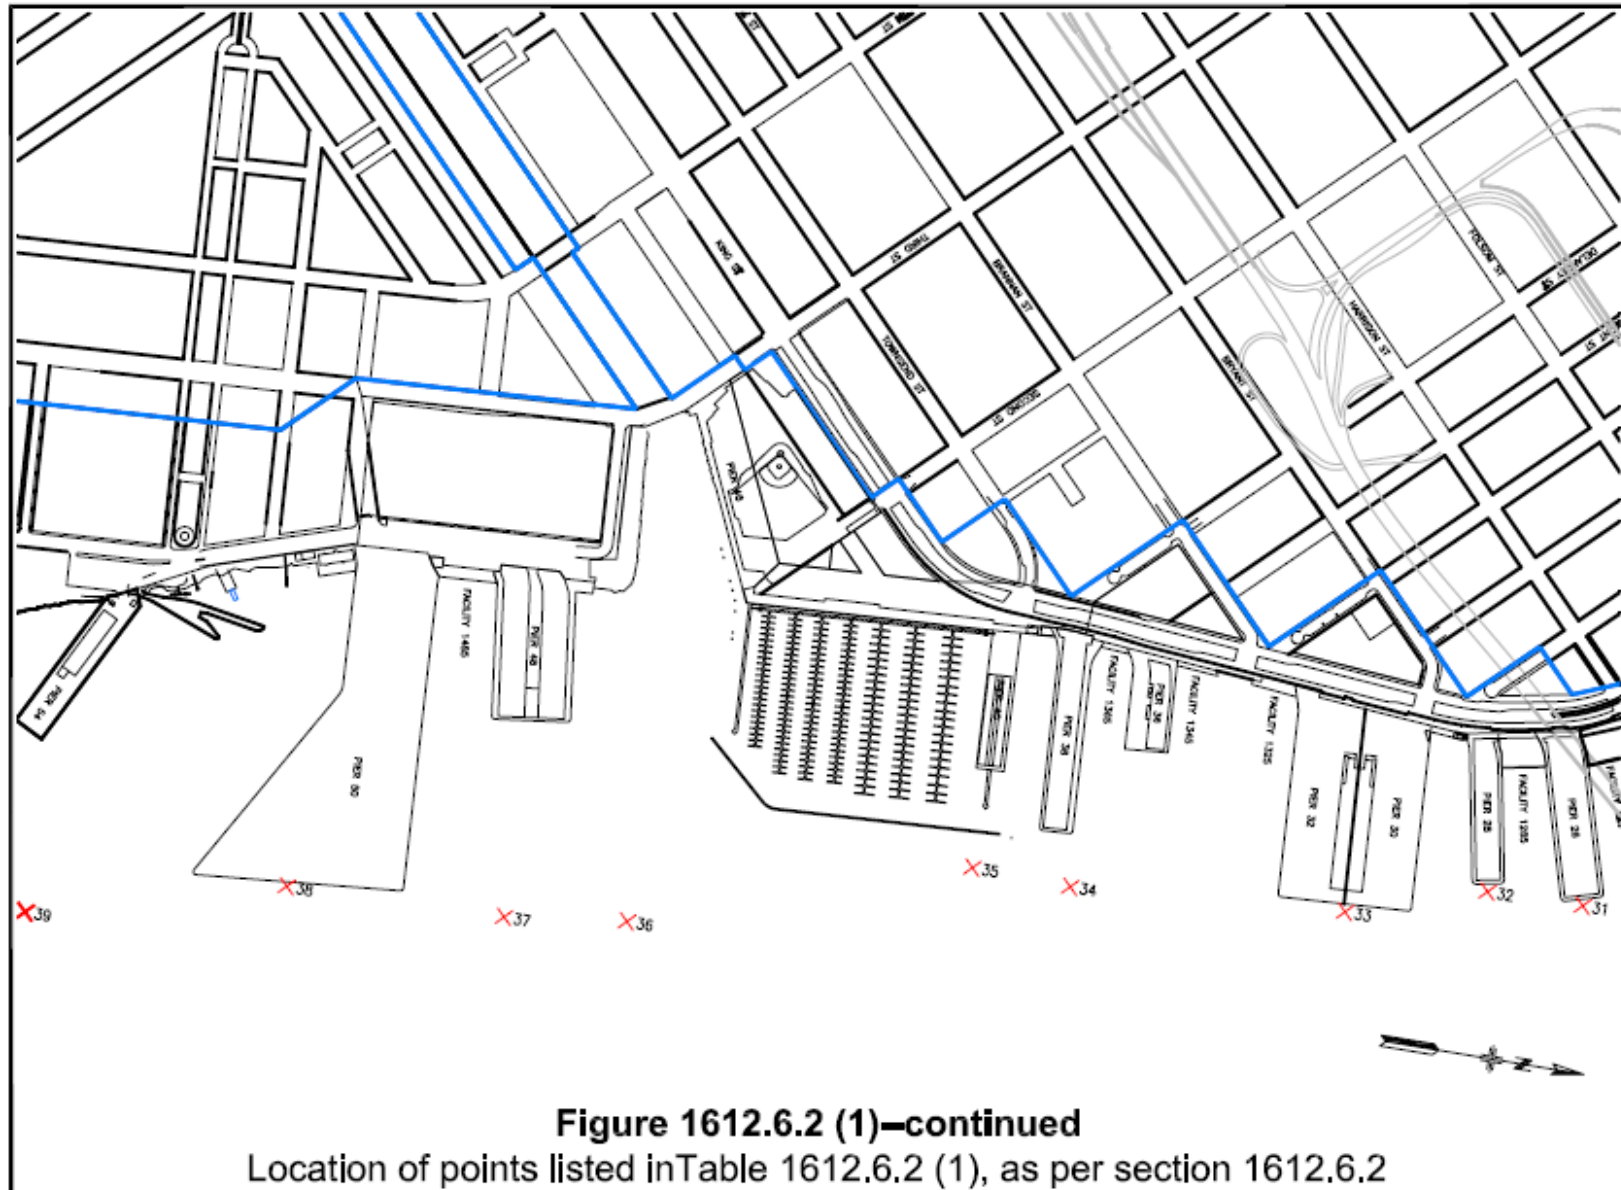 KING ST
THIRD ST
BRANNAN ST
TOWNSEND ST
SECOND ST
BRYANT ST
HARRISON ST
FOLSOM ST
PIER 54
PIER 50
FACILITY 1485
PIER 48
PIER 38
FACILITY 1365
PIER 36
FACILITY 1345
FACILITY 1325
PIER 32
PIER 30
PIER 28
FACILITY 1285
PIER 26
39
38
37
36
35
34
33
32
31
N
Figure 1612.6.2 (1)–continued
Location of points listed inTable 1612.6.2 (1), as per section 1612.6.2